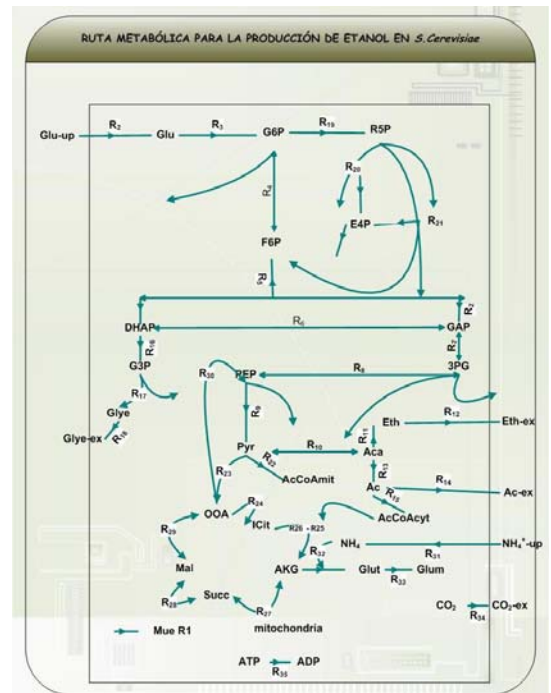 RUTA METABÓLICA PARA LA PRODUCCIÓN DE ETANOL EN S.Cerevisiae
Glu-up R2 Glu R3 G6P R19 R5P
R4 R20
E4P R21
F6P
R5
R2
DHAP R6 GAP
R16 R2
G3P 3PG
R30 PEP R8
R17
Glye R9 Eth R12 Eth-ex
R18 R11
Glye-ex Pyr R10 Aca
R22 R13
R23 AcCoAmit Ac R14 Ac-ex
R15
R24 AcCoAcyt
OOA
ICit R26 - R25
R29 R32 NH4 R31 NH4+-up
Mal AKG Glut R33 Glum
R28 Succ R27
CO2 R34 CO2-ex
Mue R1 mitochondria
ATP R35 ADP